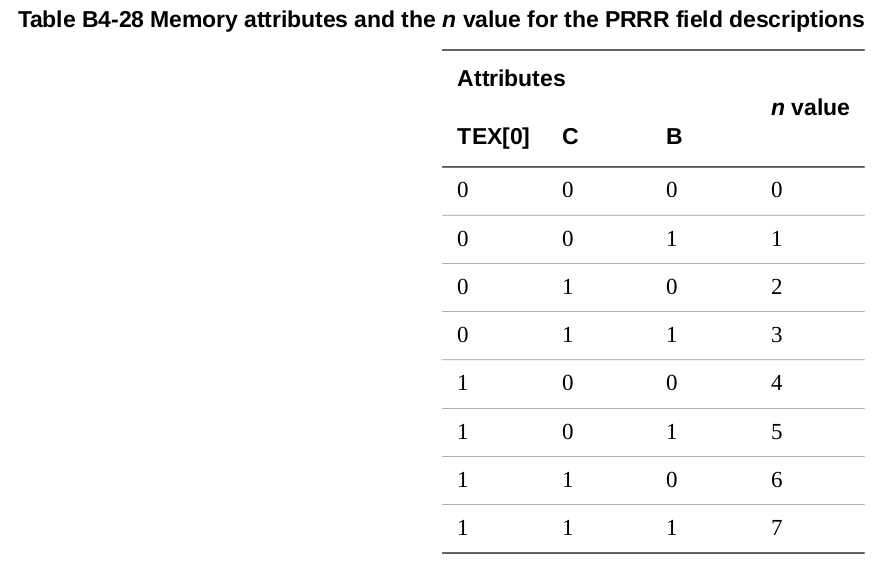 Table B4-28 Memory attributes and the n value for the PRRR field descriptions
Attributes
n value
TEX[0] C B
0 0 0 0
0 0 1 1
0 1 0 2
0 1 1 3
1 0 0 4
1 0 1 5
1 1 0 6
1 1 1 7